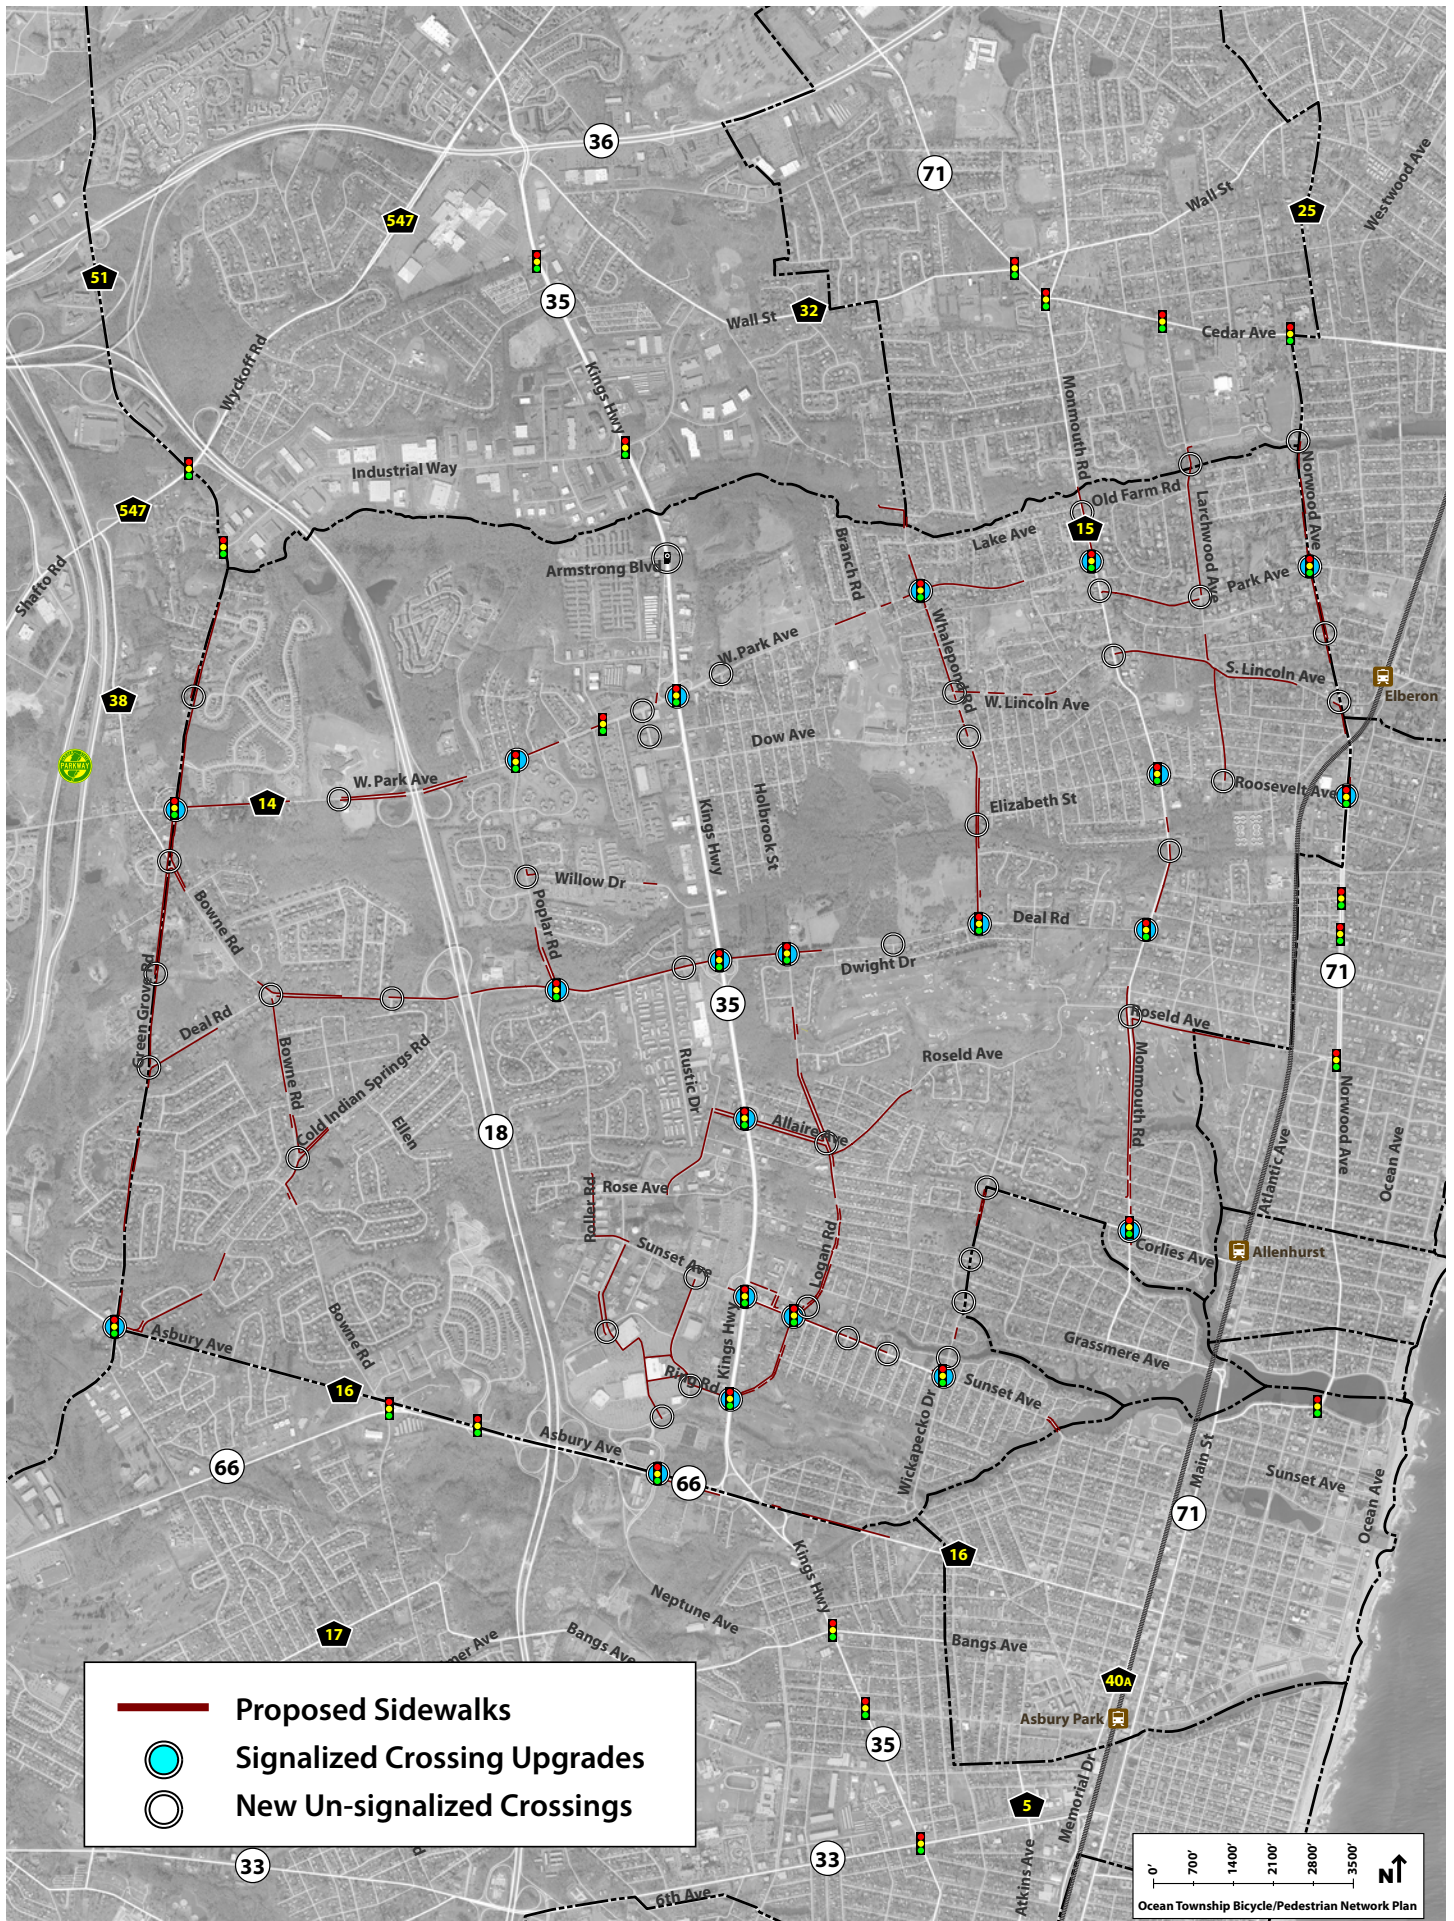 36
71
Wall St
25
Westwood Ave
547
51
35
32
Wall St
Cedar Ave
Wyckoff Rd
Kings Hwy
Monmouth Rd
Industrial Way
Norwood Ave
547
Old Farm Rd
15
Larchwood Ave
Lake Ave
Branch Rd
Armstrong Blvd
Shafto Rd
Park Ave
Whalepond Rd
W. Park Ave
S. Lincoln Ave
Elberon
38
W. Lincoln Ave
Dow Ave
PARKWAY
W. Park Ave
14
Roosevelt Ave
Elizabeth St
Holbrook St
Kings Hwy
Willow Dr
Poplar Rd
Bowne Rd
Deal Rd
Dwight Dr
71
Green Grove Rd
35
Deal Rd
Roseld Ave
Roseld Ave
Bowne Rd
Cold Indian Springs Rd
Ellen
Rustic Dr
Monmouth Rd
Norwood Ave
18
Allaire Ave
Atlantic Ave
Ocean Ave
Rose Ave
Roller Rd
Sunset Ave
Logan Rd
Corlies Ave
Allenhurst
Asbury Ave
Bowne Rd
Kings Hwy
Grassmere Ave
Ring Rd
Sunset Ave
16
Wickapecko Dr
Asbury Ave
66
66
Main St
Sunset Ave
Ocean Ave
71
16
Kings Hwy
Neptune Ave
17
mer Ave
Bangs Ave
Bangs Ave
40A
Asbury Park
Proposed Sidewalks
35
Signalized Crossing Upgrades
Memorial Dr
New Un-signalized Crossings
5
33
33
Atkins Ave
6th Ave
d
0'
700'
1400'
2100'
2800'
3500'
N
Ocean Township Bicycle/Pedestrian Network Plan